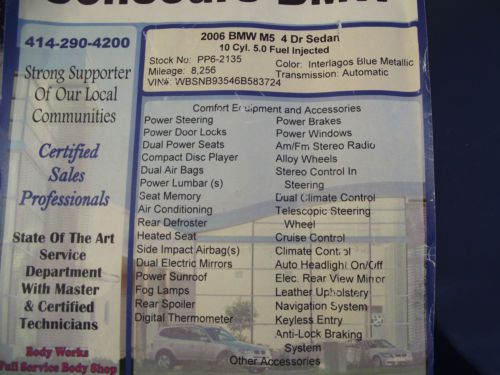 BMW
414-290-4200
Strong Supporter
Of Our Local
Communities
Certified
Sales
Professionals
State Of The Art
Service
Department
With Master
& Certified
Technicians
Body Works
Full Service Body Shop
2006 BMW M5 4 Dr Sedan
10 Cyl. 5.0 Fuel Injected
Stock No: PP6-2135 Color: Interlagos Blue Metallic
Mileage: 8,256 Transmission: Automatic
VIN#: WBSNB93546B583724
Comfort Equipment and Accessories
Power Steering
Power Door Locks
Dual Power Seats
Compact Disc Player
Dual Air Bags
Power Lumbar (s)
Seat Memory
Air Conditioning
Rear Defroster
Heated Seat
Side Impact Airbag(s)
Dual Electric Mirrors
Power Sunroof
Fog Lamps
Rear Spoiler
Digital Thermometer
Power Brakes
Power Windows
Am/Fm Stereo Radio
Alloy Wheels
Stereo Control In
Steering
Dual Climate Control
Telescopic Steering
Wheel
Cruise Control
Climate Control
Auto Headlight On/Off
Elec. Rear View Mirror
Leather Upholstery
Navigation System
Keyless Entry
Anti-Lock Braking
System
Other Accessories